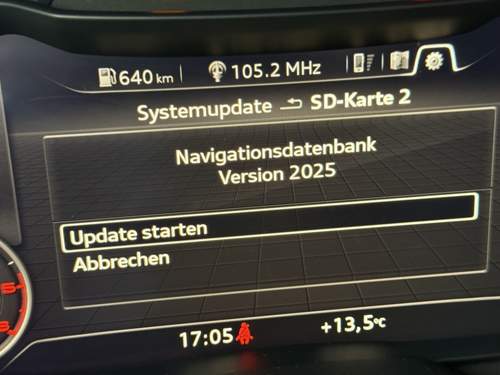 640 km 105.2 MHz
Systemupdate SD-Karte 2
Navigationsdatenbank
Version 2025
Update starten
Abbrechen
17:05 +13,5°C